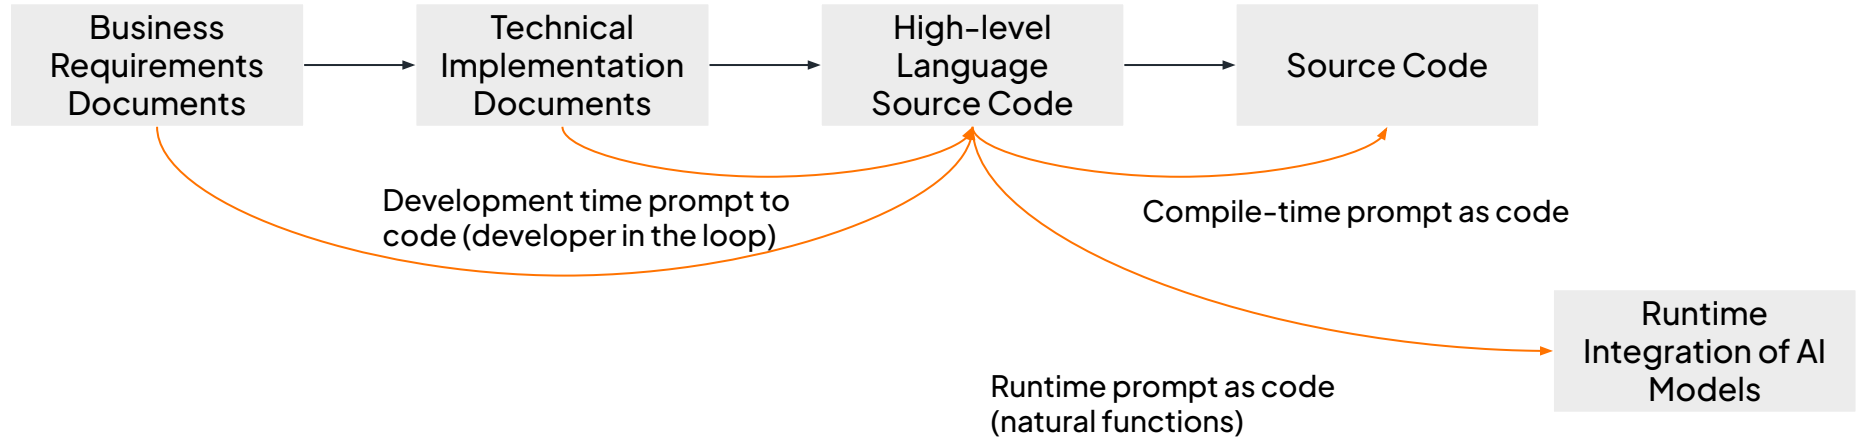 Business
Requirements
Documents
Technical
Implementation
Documents
High-level
Language
Source Code
Source Code
Development time prompt to
code (developer in the loop)
Compile-time prompt as code
Runtime
Integration of AI
Models
Runtime prompt as code
(natural functions)